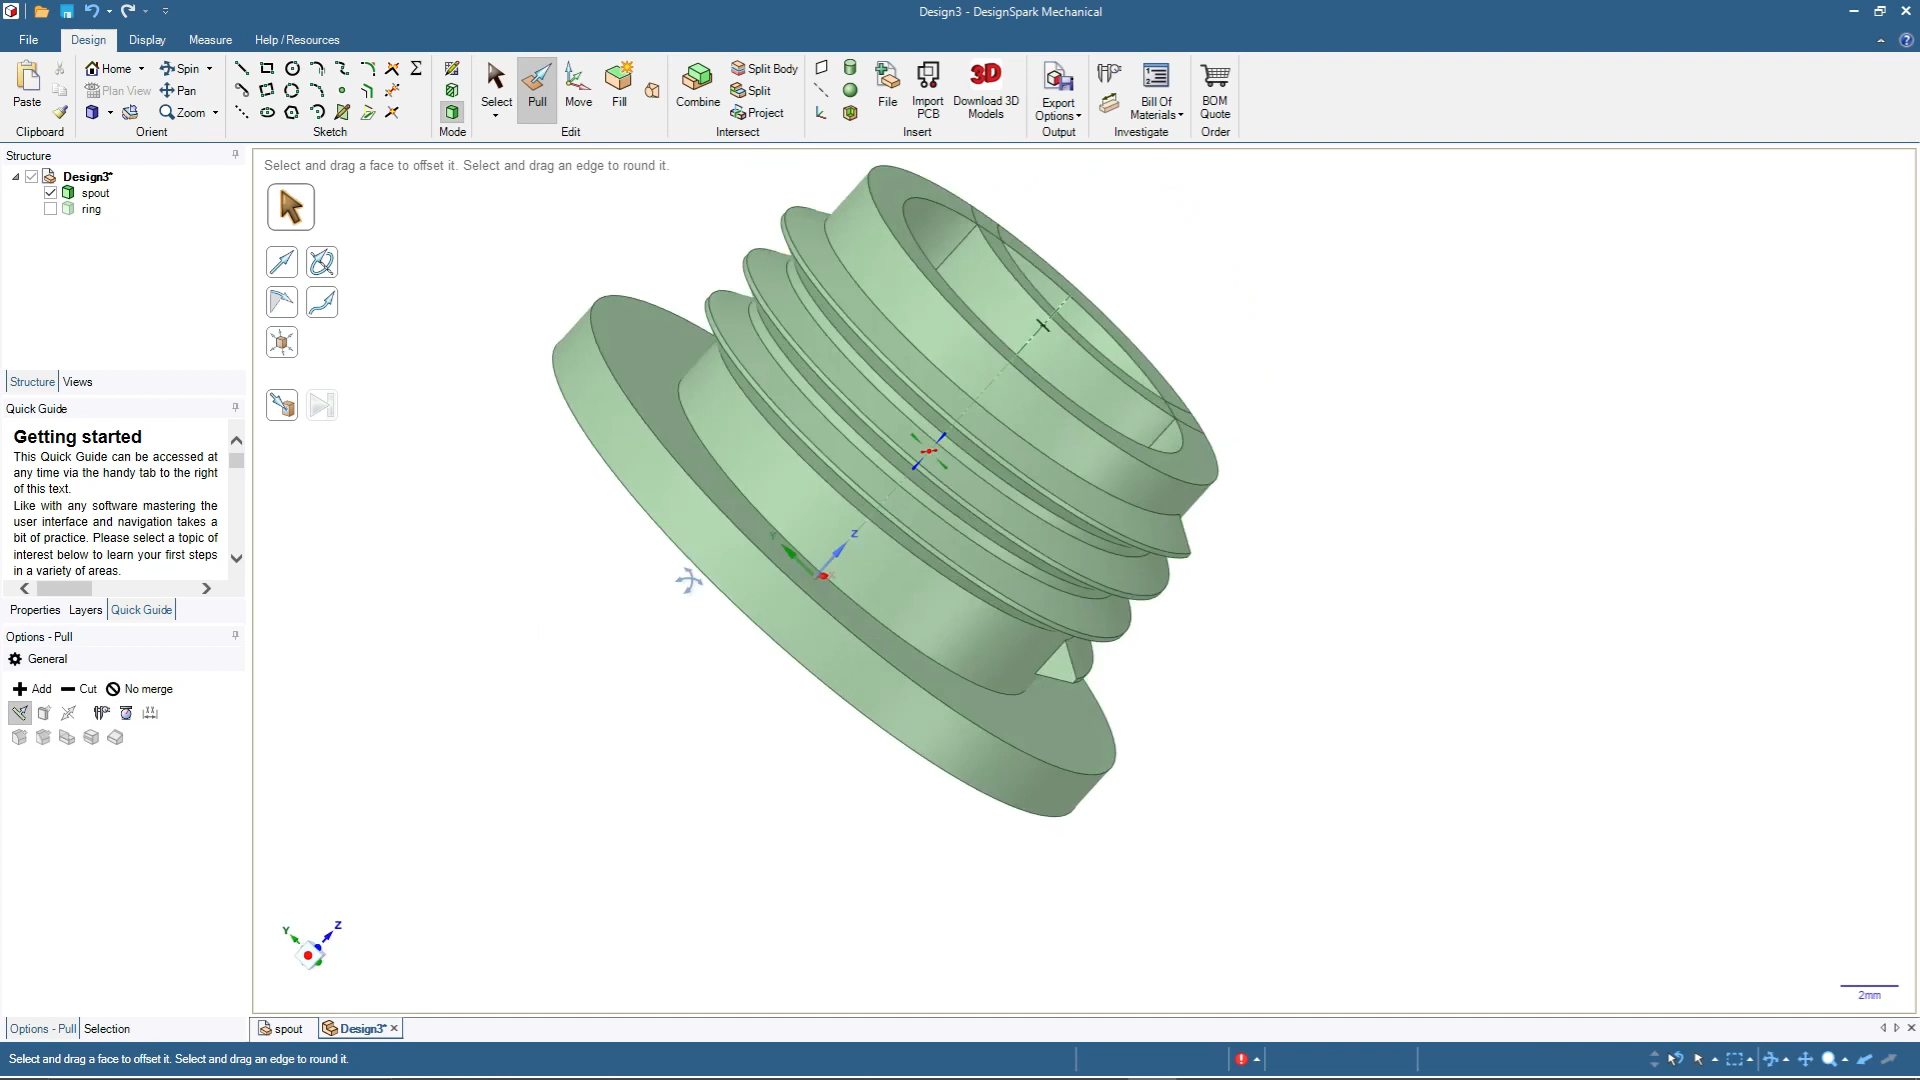 Design3 - DesignSpark Mechanical
File
Design
Display
Measure
Help / Resources
Paste
Clipboard
Home
Spin
Plan View
Pan
Zoom
Orient
Sketch
Mode
Select
Pull
Move
Fill
Edit
Combine
Split Body
Split
Project
Intersect
File
Import PCB
3D
Download 3D Models
Insert
Export Options
Output
Bill Of Materials
Investigate
BOM Quote
Order
Structure
Design3*
spout
ring
Structure
Views
Quick Guide
Getting started
This Quick Guide can be accessed at
any time via the handy tab to the right
of this text.
Like with any software mastering the
user interface and navigation takes a
bit of practice. Please select a topic of
interest below to learn your first steps
in a variety of areas.
Properties
Layers
Quick Guide
Options - Pull
General
Add
Cut
No merge
Options - Pull
Selection
Select and drag a face to offset it. Select and drag an edge to round it.
Y
Z
X
Y
Z
2mm
spout
Design3*
Select and drag a face to offset it. Select and drag an edge to round it.